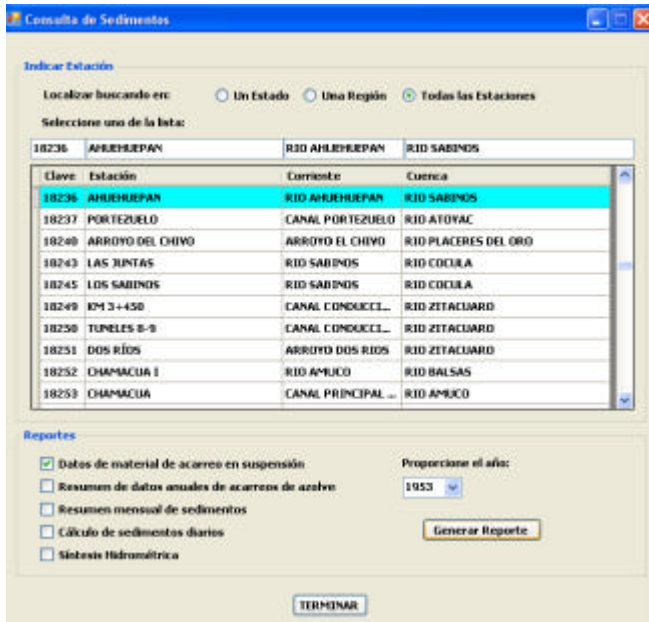 Consulta de Sedimentos
Indicar Estación
Localizar buscando en: Un Estado Una Región Todas las Estaciones
Seleccione uno de la lista:
18236 AHUEHUEPAN RIO AHUEHUEPAN RIO SABINOS
Clave Estación Corriente Cuenca
18236 AHUEHUEPAN RIO AHUEHUEPAN RIO SABINOS
18237 PORTEZUELO CANAL PORTEZUELO RIO ATOYAC
18240 ARROYO DEL CHIVO ARROYO EL CHIVO RIO PLACERES DEL ORO
18243 LAS JUNTAS RIO SABINOS RIO COCULA
18245 LOS SABINOS RIO SABINOS RIO COCULA
18249 KM 3+450 CANAL CONDUCCI... RIO ZITACUARO
18250 TUNELES 8-9 CANAL CONDUCCI... RIO ZITACUARO
18251 DOS RÍOS ARROYO DOS RIOS RIO ZITACUARO
18252 CHAMACUA I RIO AMUCO RIO BALSAS
18253 CHAMACUA CANAL PRINCIPAL ... RIO AMUCO
Reportes
Datos de material de acarreo en suspensión
Resumen de datos anuales de acarreos de azolve
Resumen mensual de sedimentos
Cálculo de sedimentos diarios
Síntesis Hidrométrica
Proporcione el año:
1953
Generar Reporte
TERMINAR